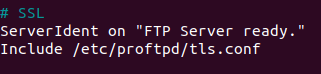 # SSL
ServerIdent on "FTP Server ready."
Include /etc/proftpd/tls.conf